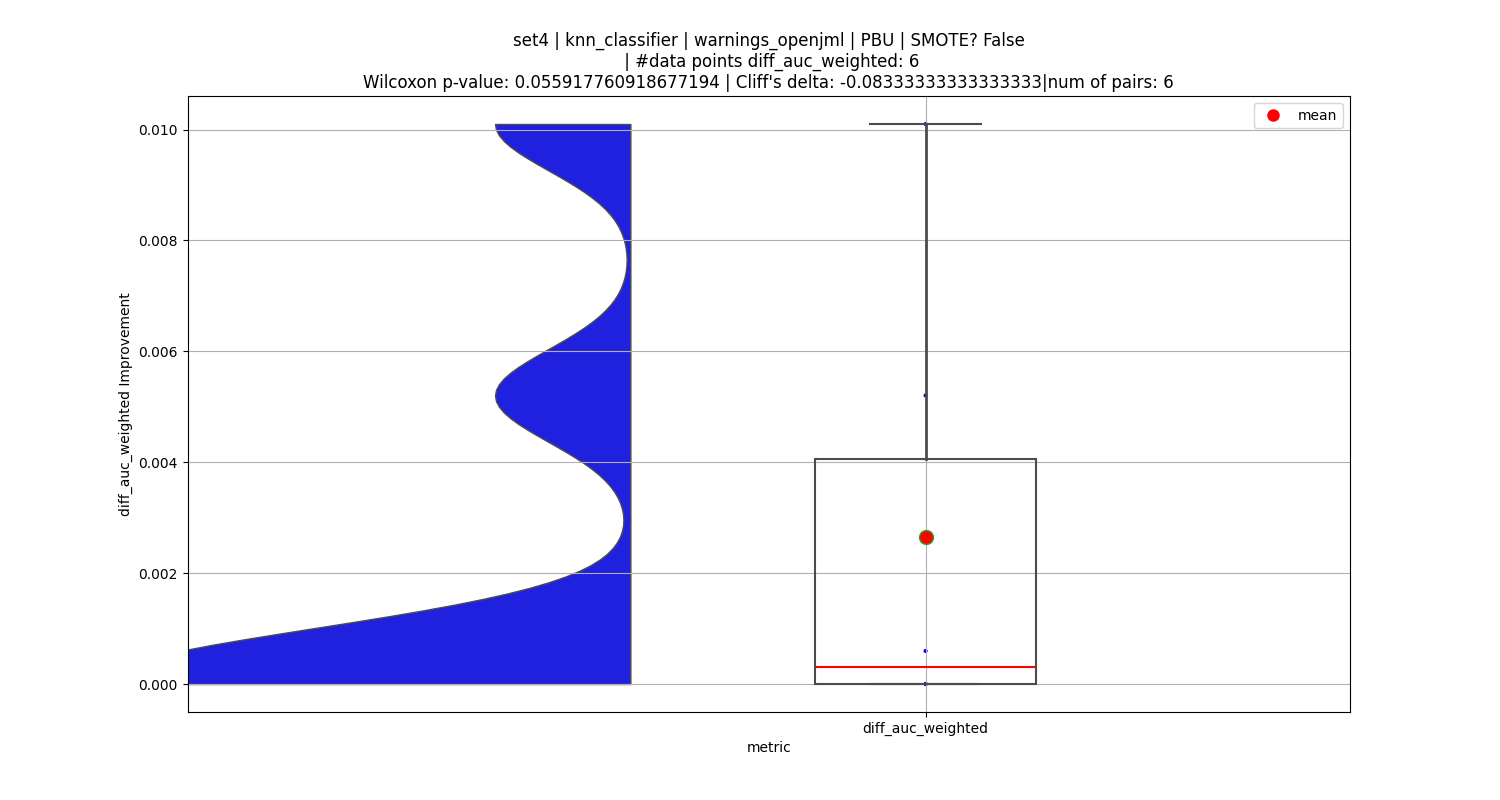 set4 | knn_classifier | warnings_openjml | PBU | SMOTE? False
| #data points diff_auc_weighted: 6
Wilcoxon p-value: 0.055917760918677194 | Cliff's delta: -0.08333333333333333|num of pairs: 6
mean
0.010
0.008
0.006
0.004
0.002
0.000
diff_auc_weighted Improvement
diff_auc_weighted
metric